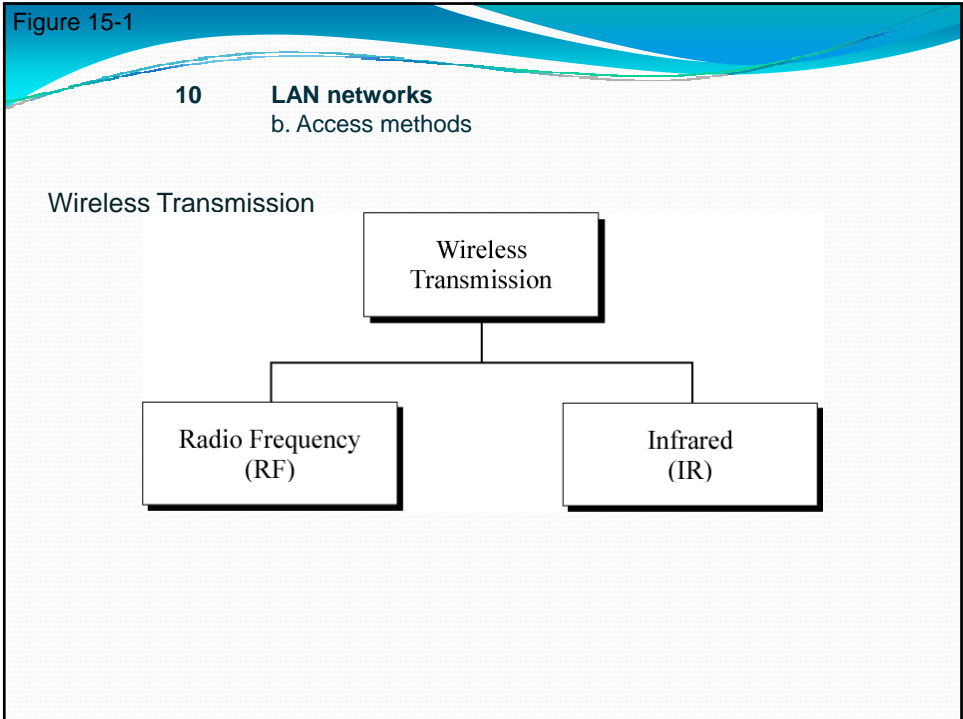 Figure 15-1
10 LAN networks
b. Access methods
Wireless Transmission
Wireless
Transmission
Radio Frequency
(RF)
Infrared
(IR)